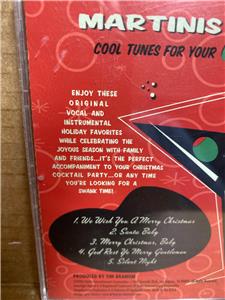 MARTINIS
COOL TUNES FOR YOUR
ENJOY THESE
ORIGINAL
VOCAL AND
INSTRUMENTAL
HOLIDAY FAVORITES
WHILE CELEBRATING THE
JOYOUS SEASON WITH FAMILY
AND FRIENDS...IT'S THE PERFECT
ACCOMPANIMENT TO YOUR CHRISTMAS
COCKTAIL PARTY...OR ANY TIME
YOU'RE LOOKING FOR A
SWANK TIME!
1. We Wish You A Merry Christmas
2. Santa Baby
3. Merry Christmas, Baby
4. God Rest Ye Merry Gentlemen
5. Silent Night
PRODUCED BY